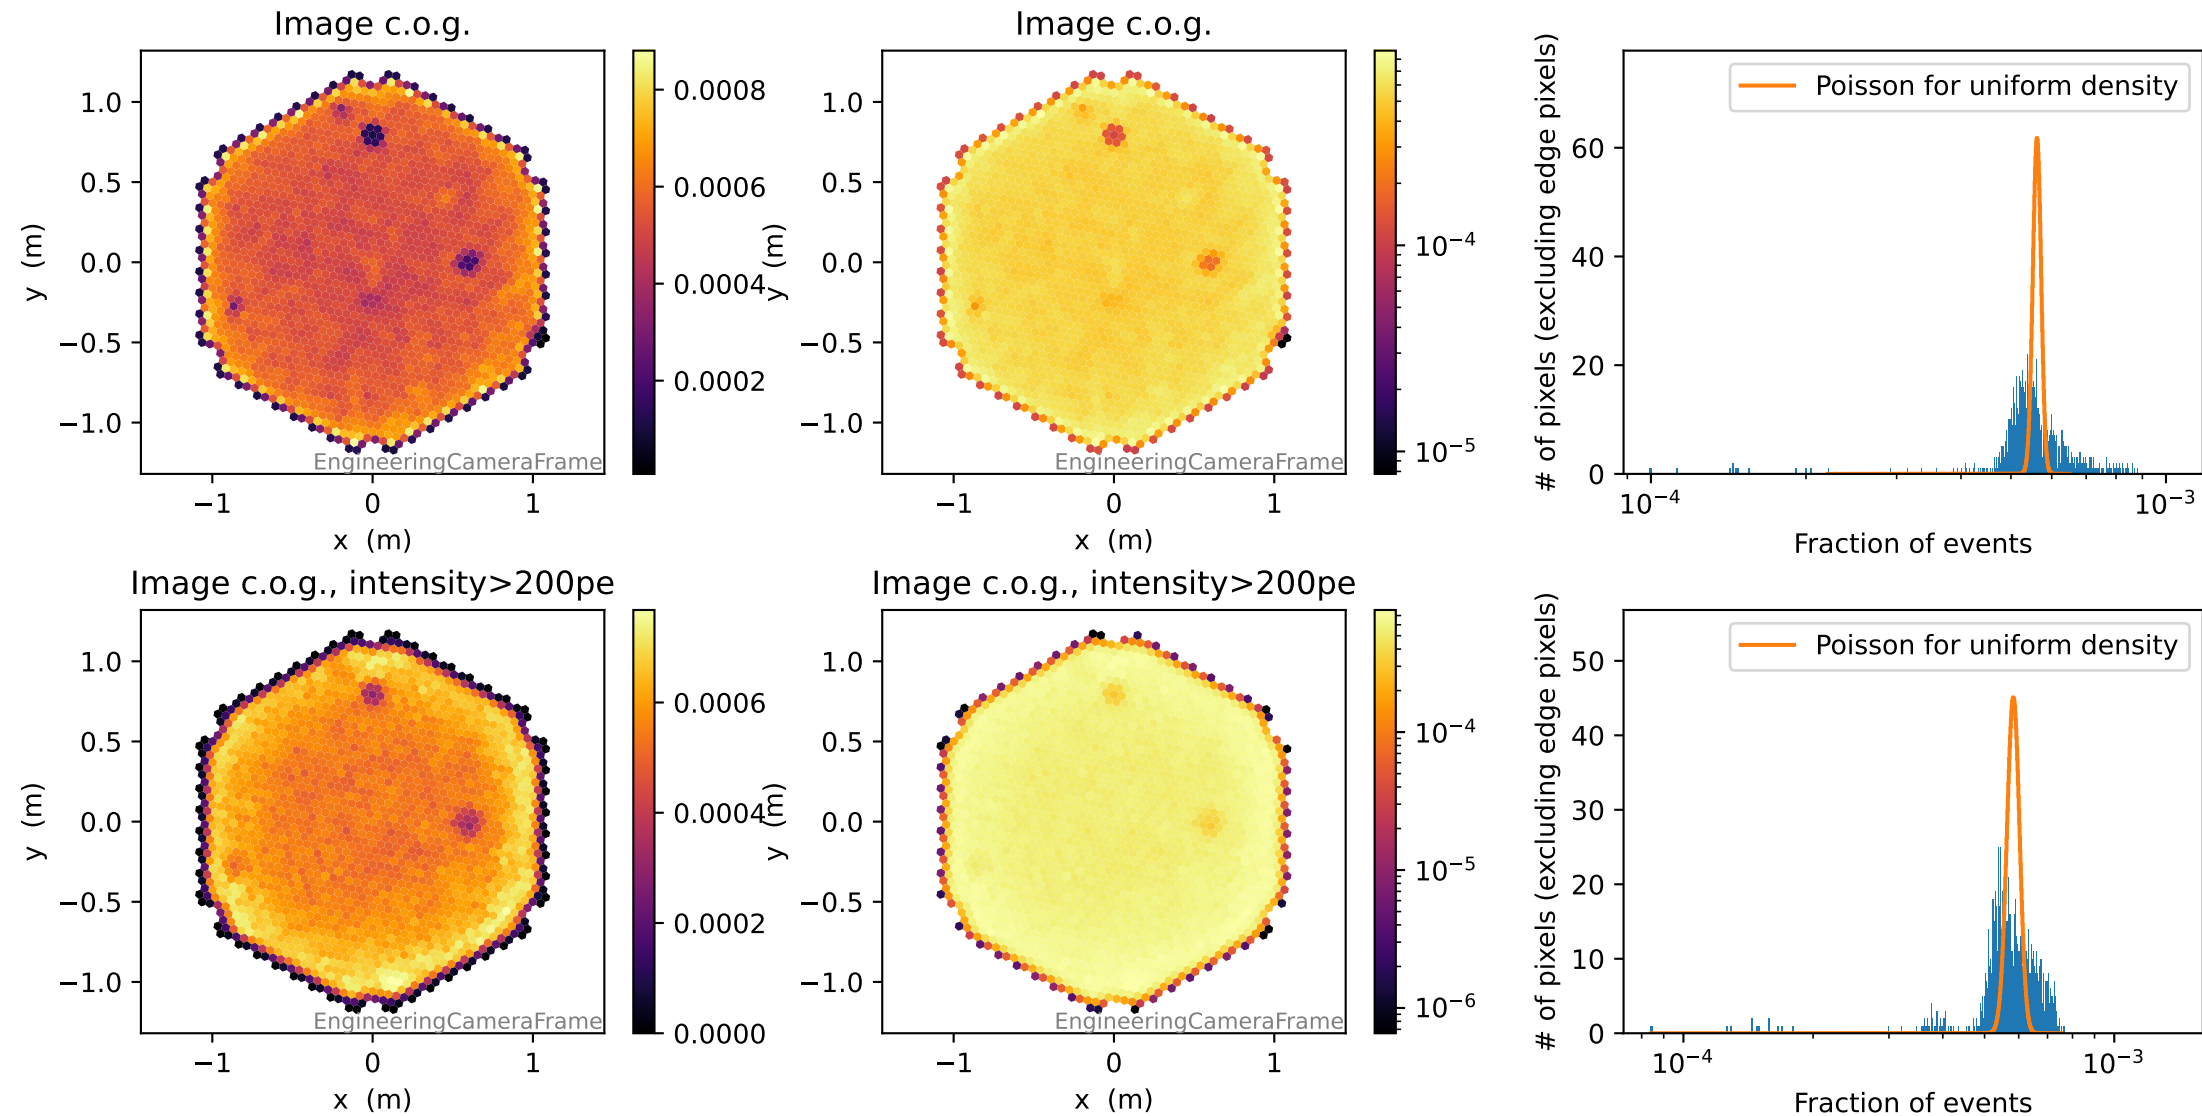 Image c.o.g.
1.0
0.5
0.0
−0.5
−1.0
y (m)
−1
0
1
x (m)
EngineeringCameraFrame
0.0008
0.0006
0.0004
0.0002
Image c.o.g.
1.0
0.5
0.0
−0.5
−1.0
y (m)
−1
0
1
x (m)
EngineeringCameraFrame
10⁻⁴
10⁻⁵
# of pixels (excluding edge pixels)
60
40
20
0
Poisson for uniform density
10⁻⁴
10⁻³
Fraction of events
Image c.o.g., intensity>200pe
1.0
0.5
0.0
−0.5
−1.0
y (m)
−1
0
1
x (m)
EngineeringCameraFrame
0.0006
0.0004
0.0002
0.0000
Image c.o.g., intensity>200pe
1.0
0.5
0.0
−0.5
−1.0
y (m)
−1
0
1
x (m)
EngineeringCameraFrame
10⁻⁴
10⁻⁵
10⁻⁶
# of pixels (excluding edge pixels)
50
40
30
20
10
0
Poisson for uniform density
10⁻⁴
10⁻³
Fraction of events